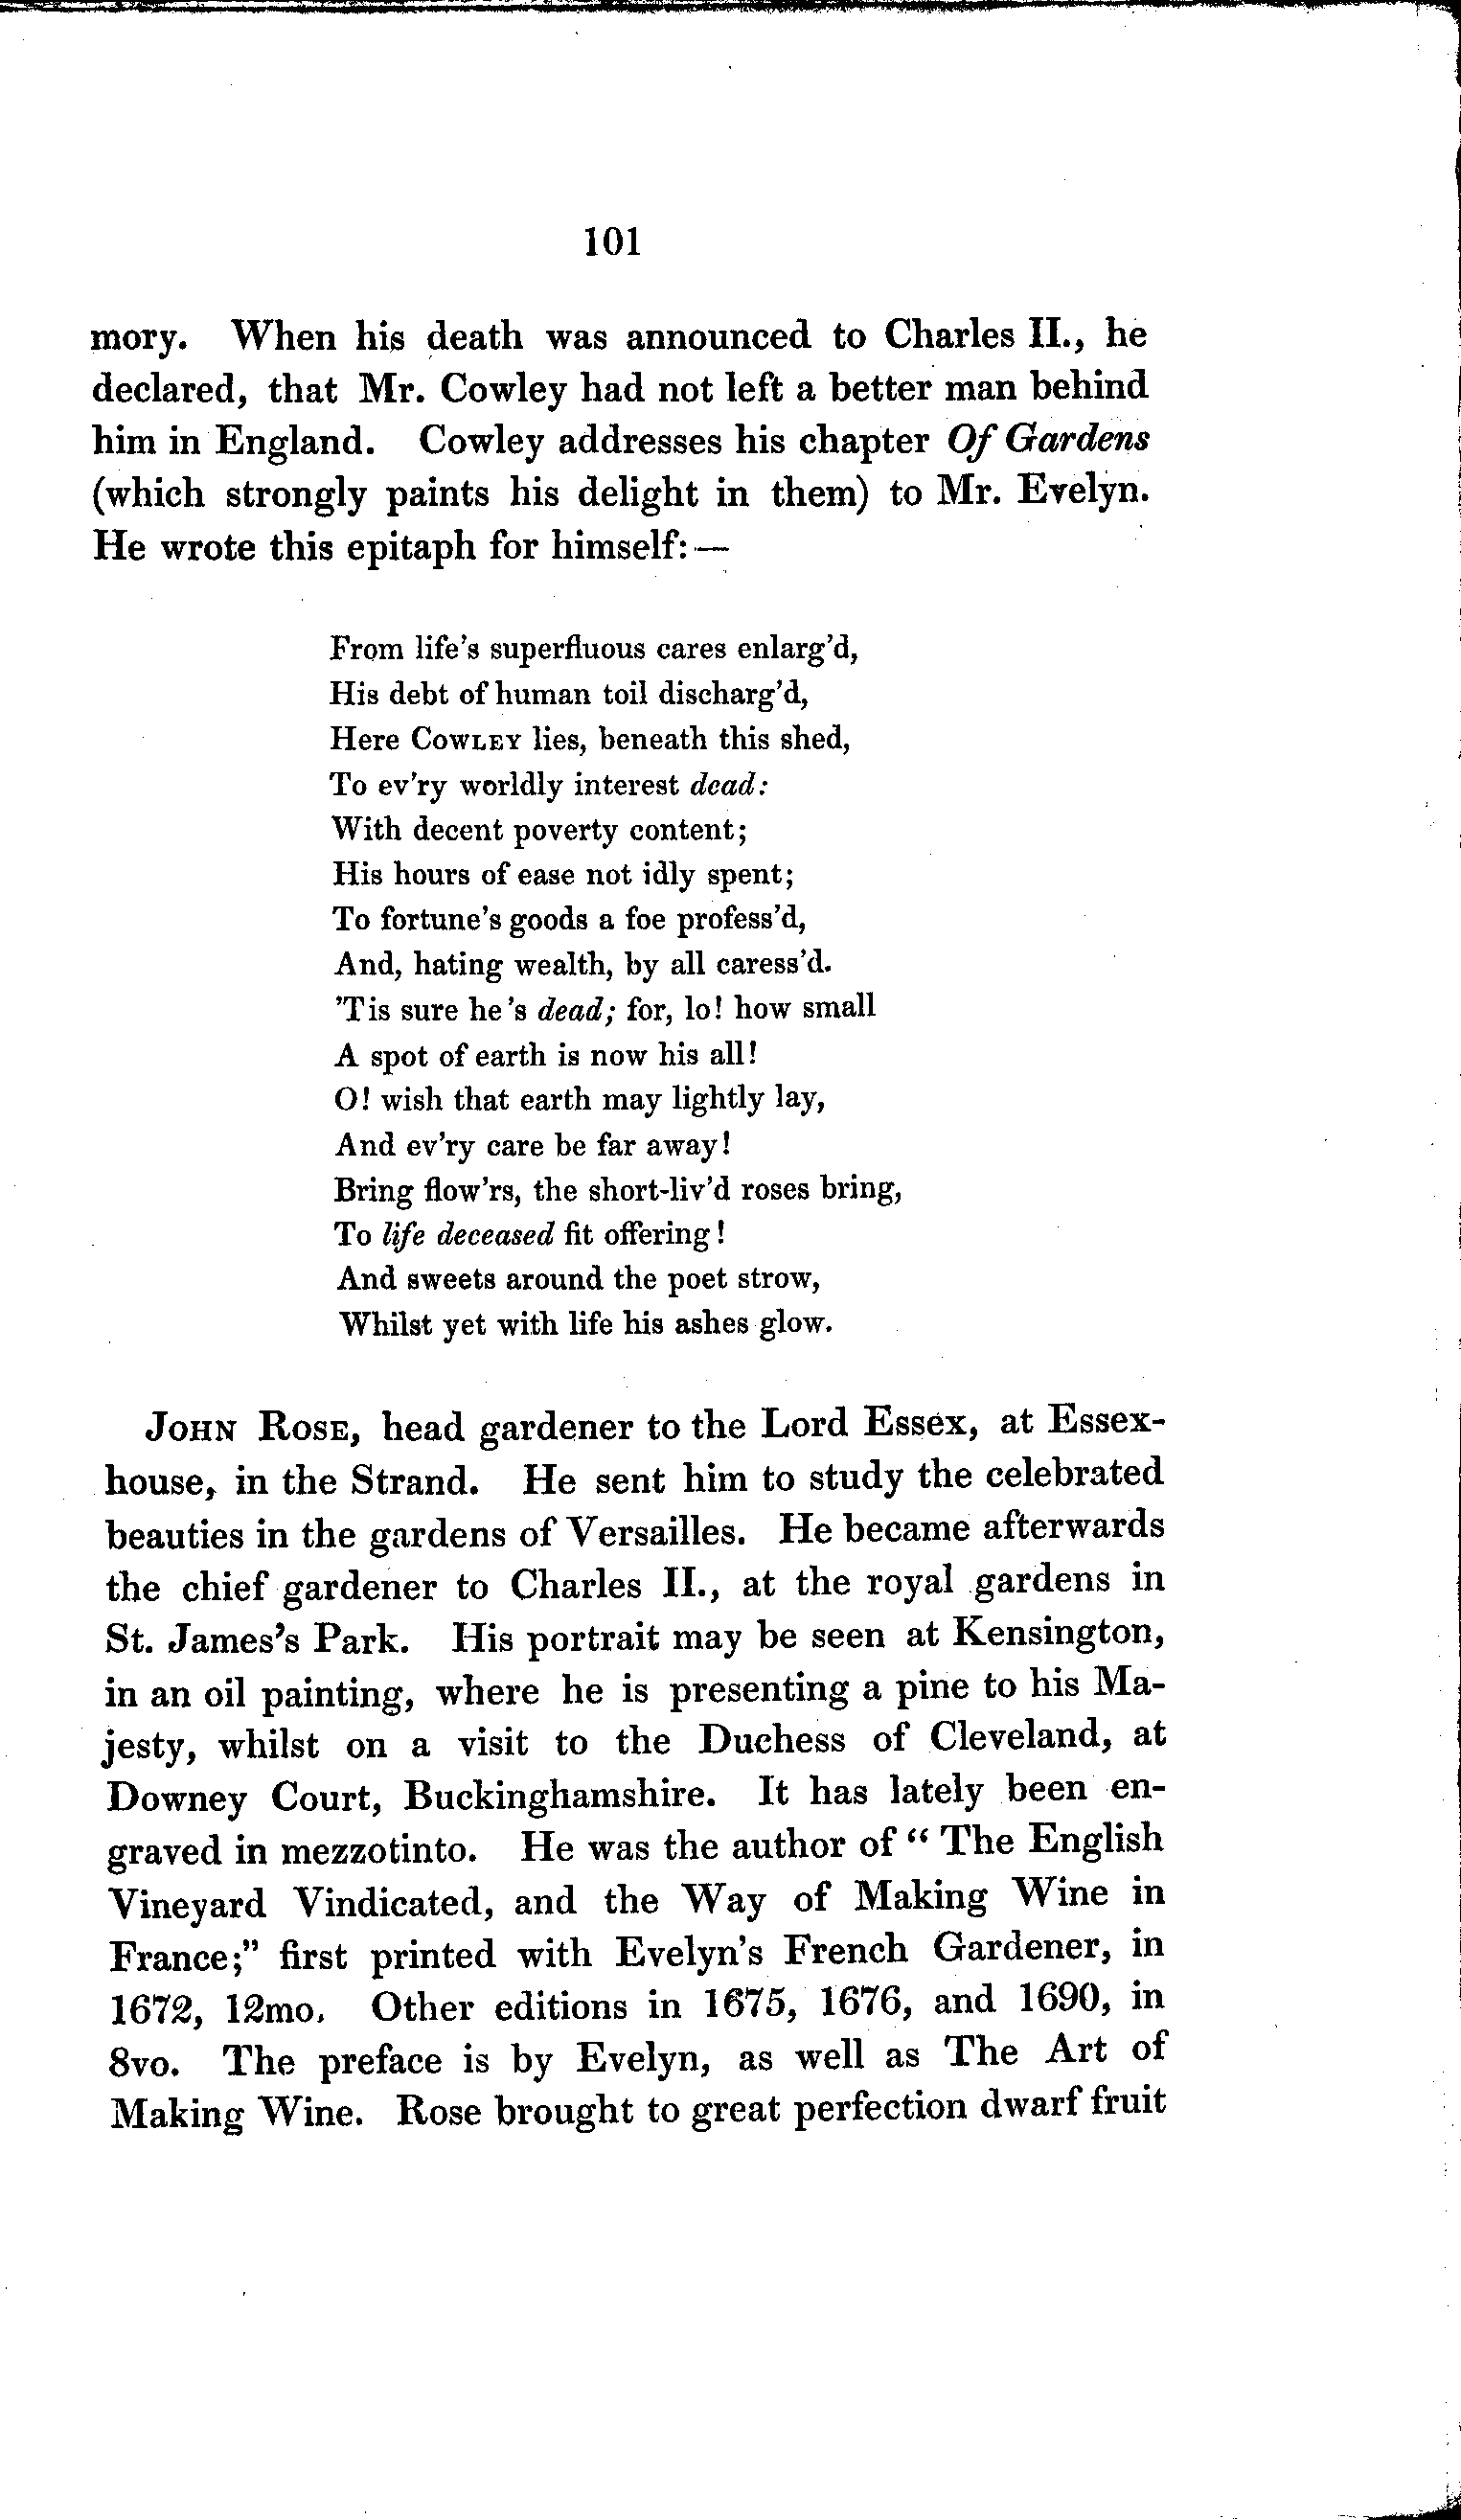 101
mory. When his death was announced to Charles II., he
declared, that Mr. Cowley had not left a better man behind
him in England. Cowley addresses his chapter Of Gardens
(which strongly paints his delight in them) to Mr. Evelyn.
He wrote this epitaph for himself:—
From life's superfluous cares enlarg'd,
His debt of human toil discharg'd,
Here COWLEY lies, beneath this shed,
To ev'ry worldly interest dead:
With decent poverty content;
His hours of ease not idly spent;
To fortune's goods a foe profess'd,
And, hating wealth, by all caress'd.
'Tis sure he's dead; for, lo! how small
A spot of earth is now his all!
O! wish that earth may lightly lay,
And ev'ry care be far away!
Bring flow'rs, the short-liv'd roses bring,
To life deceased fit offering!
And sweets around the poet strow,
Whilst yet with life his ashes glow.
JOHN ROSE, head gardener to the Lord Essex, at Essex-
house, in the Strand. He sent him to study the celebrated
beauties in the gardens of Versailles. He became afterwards
the chief gardener to Charles II., at the royal gardens in
St. James's Park. His portrait may be seen at Kensington,
in an oil painting, where he is presenting a pine to his Ma-
jesty, whilst on a visit to the Duchess of Cleveland, at
Downey Court, Buckinghamshire. It has lately been en-
graved in mezzotinto. He was the author of "The English
Vineyard Vindicated, and the Way of Making Wine in
France;" first printed with Evelyn's French Gardener, in
1672, 12mo. Other editions in 1675, 1676, and 1690, in
8vo. The preface is by Evelyn, as well as The Art of
Making Wine. Rose brought to great perfection dwarf fruit